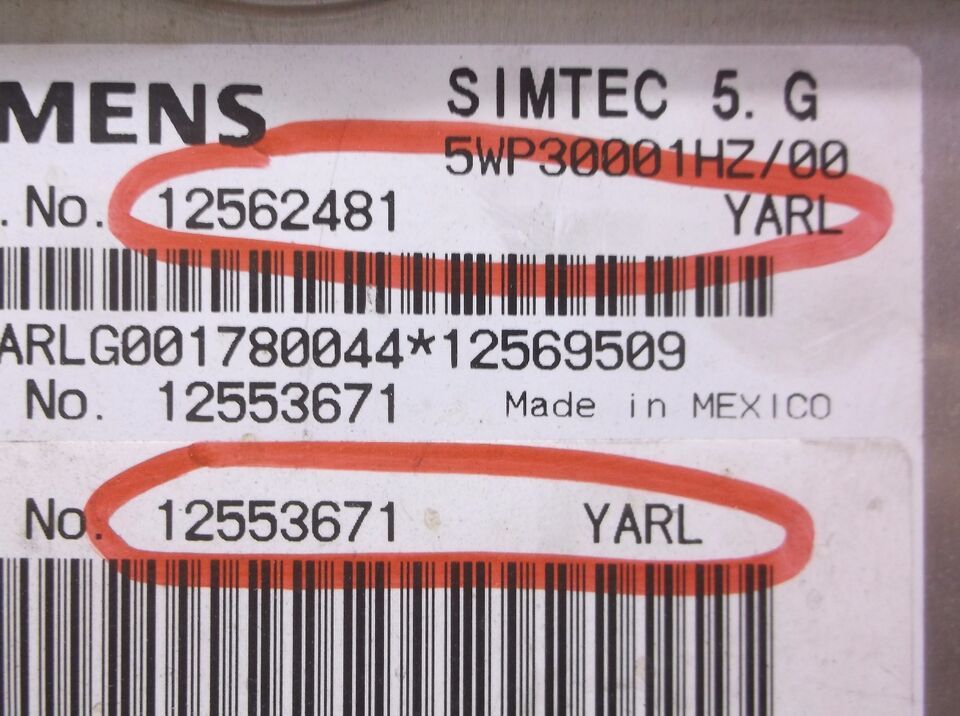 MENS
SIMTEC 5. G
5WP30001HZ/00
. No. 12562481 YARL
ARLG001780044*12569509
No. 12553671 Made in MEXICO
No. 12553671 YARL